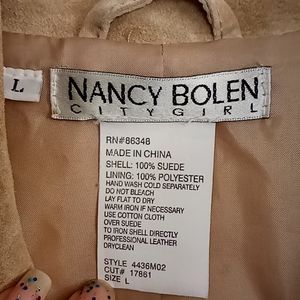 L
NANCY BOLEN
CITY GIRL
RN#86348
MADE IN CHINA
SHELL: 100% SUEDE
LINING: 100% POLYESTER
HAND WASH COLD SEPARATELY
DO NOT BLEACH
LAY FLAT TO DRY
WARM IRON IF NECESSARY
USE COTTON CLOTH
OVER SUEDE
TO IRON SHELL DIRECTLY
PROFESSIONAL LEATHER
DRYCLEAN
STYLE 4436M02
CUT# 17861
SIZE L